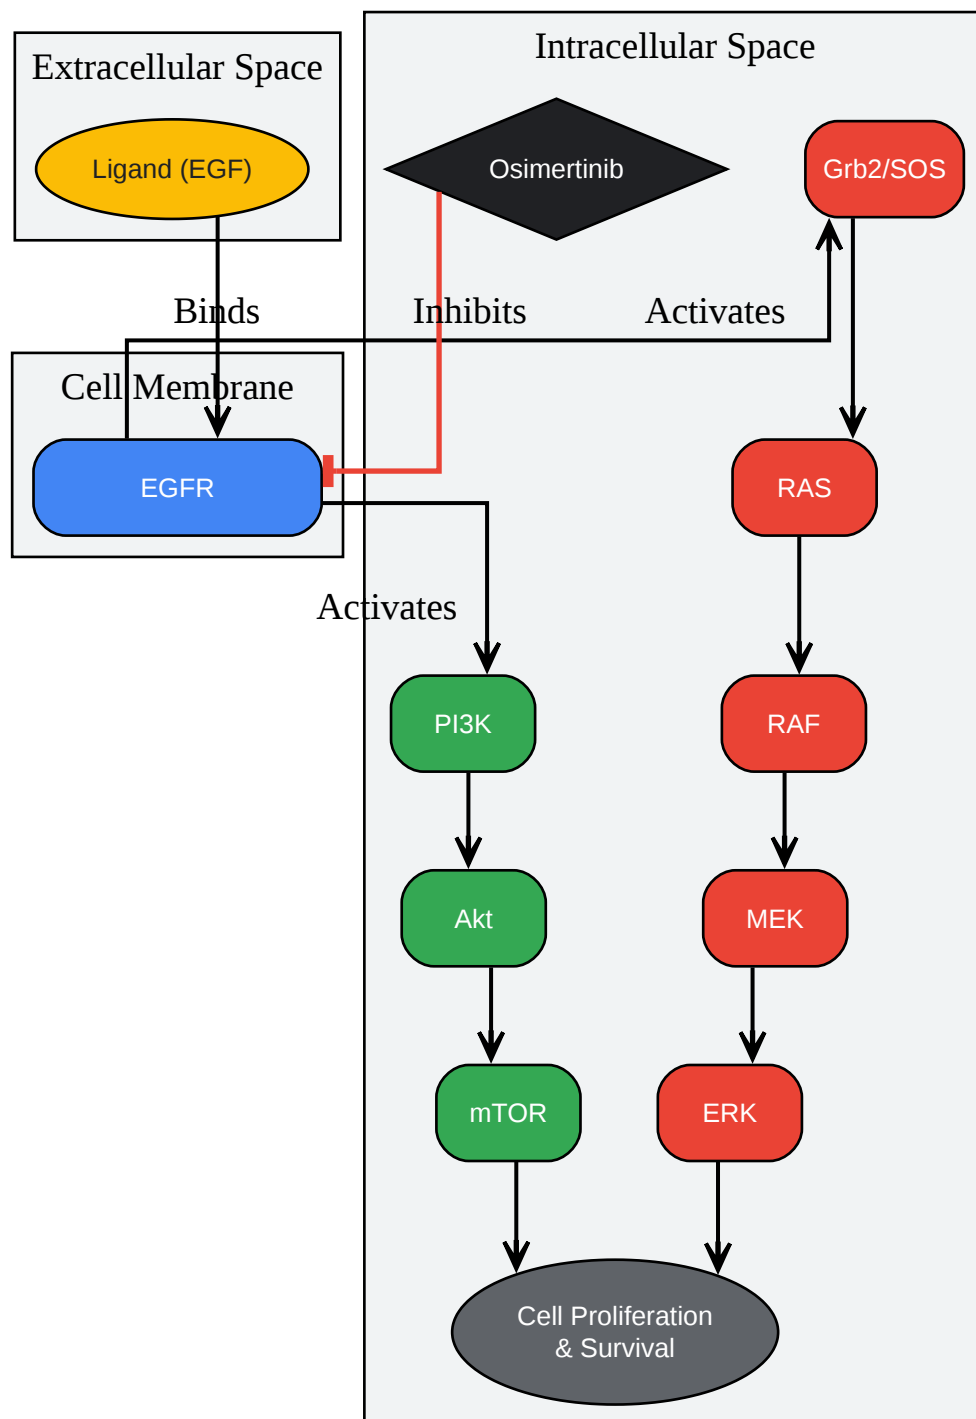 Intracellular Space
Extracellular Space
Ligand (EGF)
Osimertinib
Grb2/SOS
Binds
Inhibits
Activates
Cell Membrane
EGFR
RAS
Activates
PI3K
RAF
Akt
MEK
mTOR
ERK
Cell Proliferation
& Survival